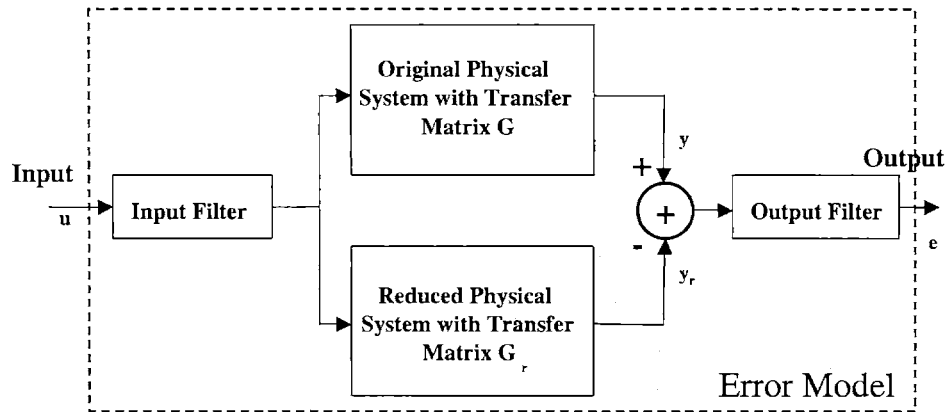 Original Physical
System with Transfer
Matrix G
Input
u
Input Filter
y
+
+
-
Output
Output Filter
e
y_r
Reduced Physical
System with Transfer
Matrix G_r
Error Model